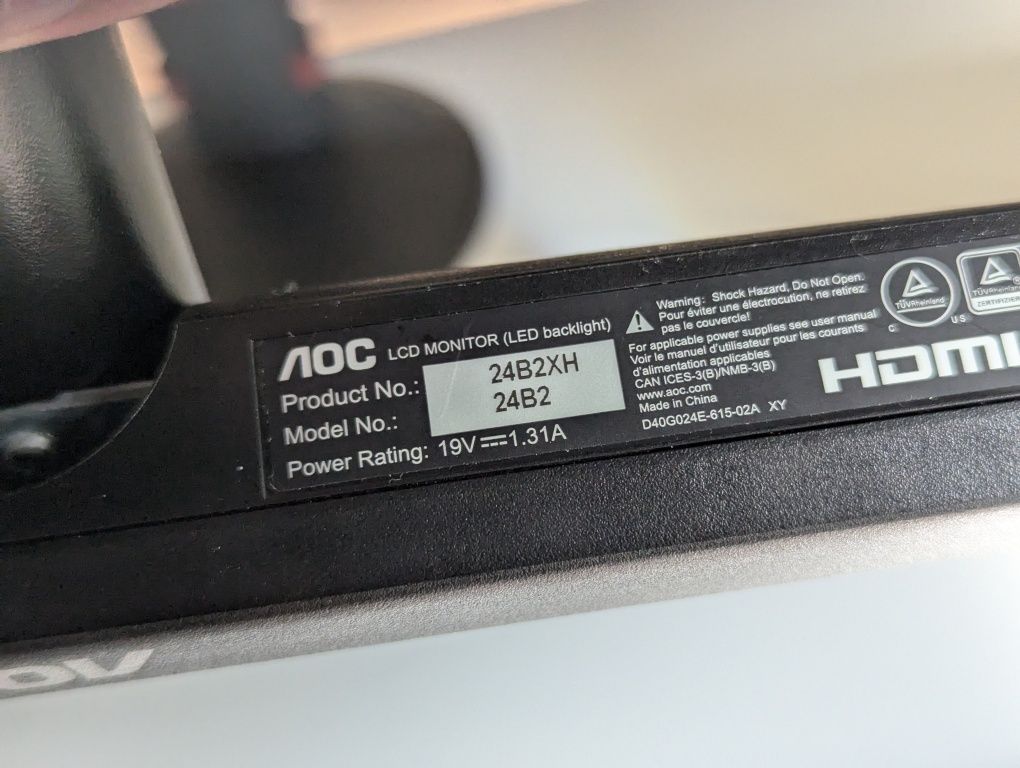 AOC LCD MONITOR (LED backlight)
Product No.: 24B2XH
Model No.: 24B2
Power Rating: 19V⎓1.31A
Warning: Shock Hazard, Do Not Open.
Pour éviter une électrocution, ne retirez
pas le couvercle!
For applicable power supplies see user manual
Voir le manuel d'utilisateur pour les courants
d'alimentation applicables
CAN ICES-3(B)/NMB-3(B)
www.aoc.com
Made in China
D40G024E-615-02A XY
TÜVRheinland
C US
TÜVRheinland
ZERTIFIZIER
HDMI